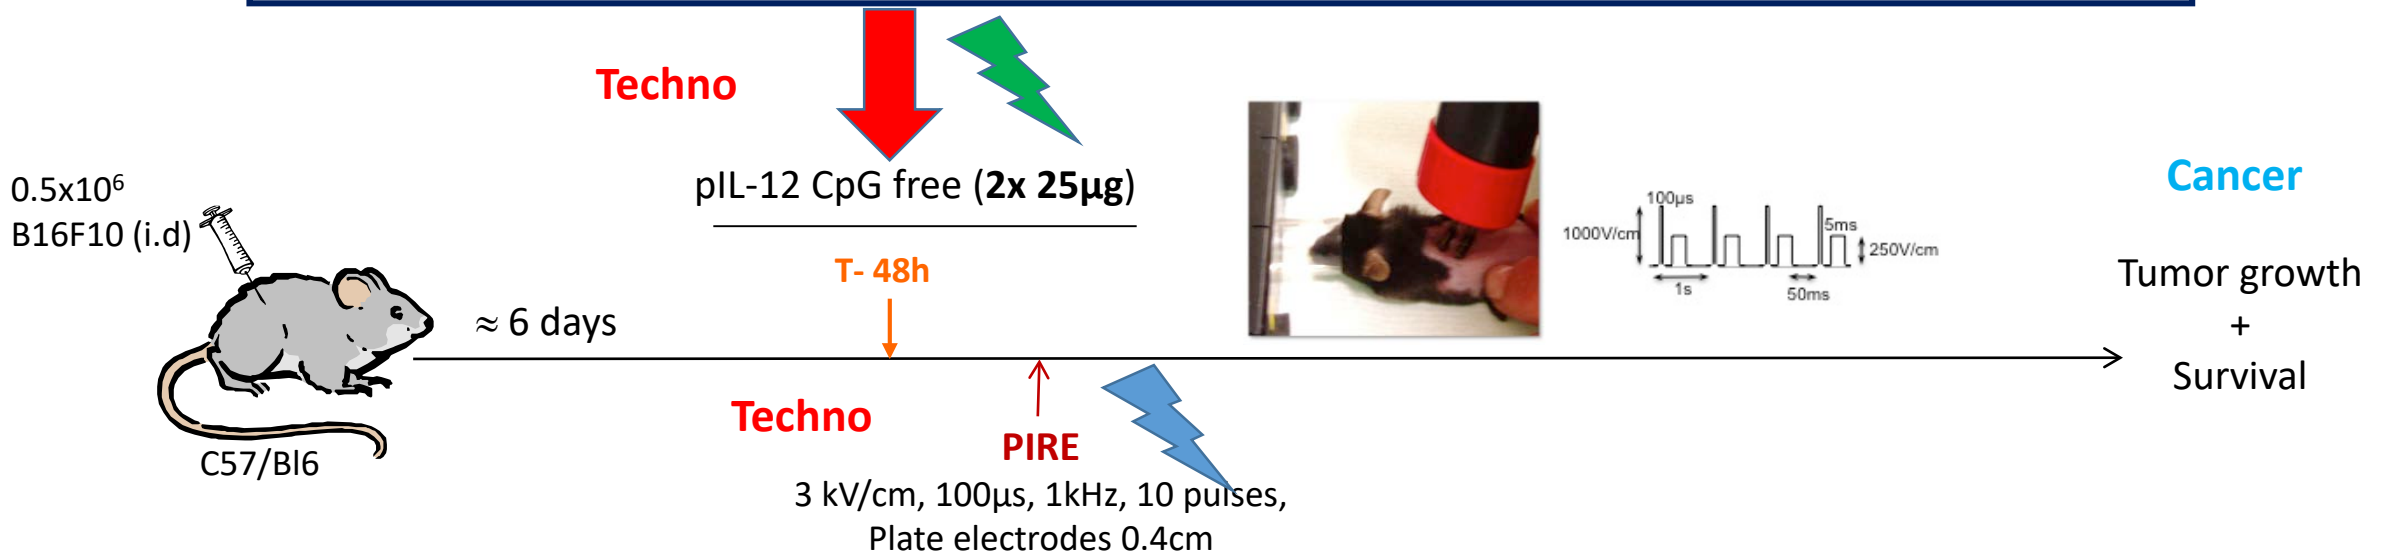 Techno
pIL-12 CpG free (2x 25µg)
0.5x10⁶
B16F10 (i.d)
T- 48h
≈ 6 days
C57/Bl6
100µs
1000V/cm
5ms
250V/cm
1s
50ms
Cancer
Tumor growth
+
Survival
Techno
PIRE
3 kV/cm, 100µs, 1kHz, 10 pulses,
Plate electrodes 0.4cm